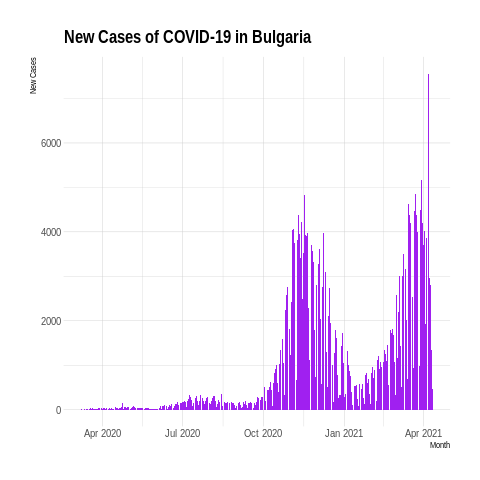 New Cases of COVID-19 in Bulgaria
New Cases
6000
4000
2000
0
Apr 2020 Jul 2020 Oct 2020 Jan 2021 Apr 2021
Month